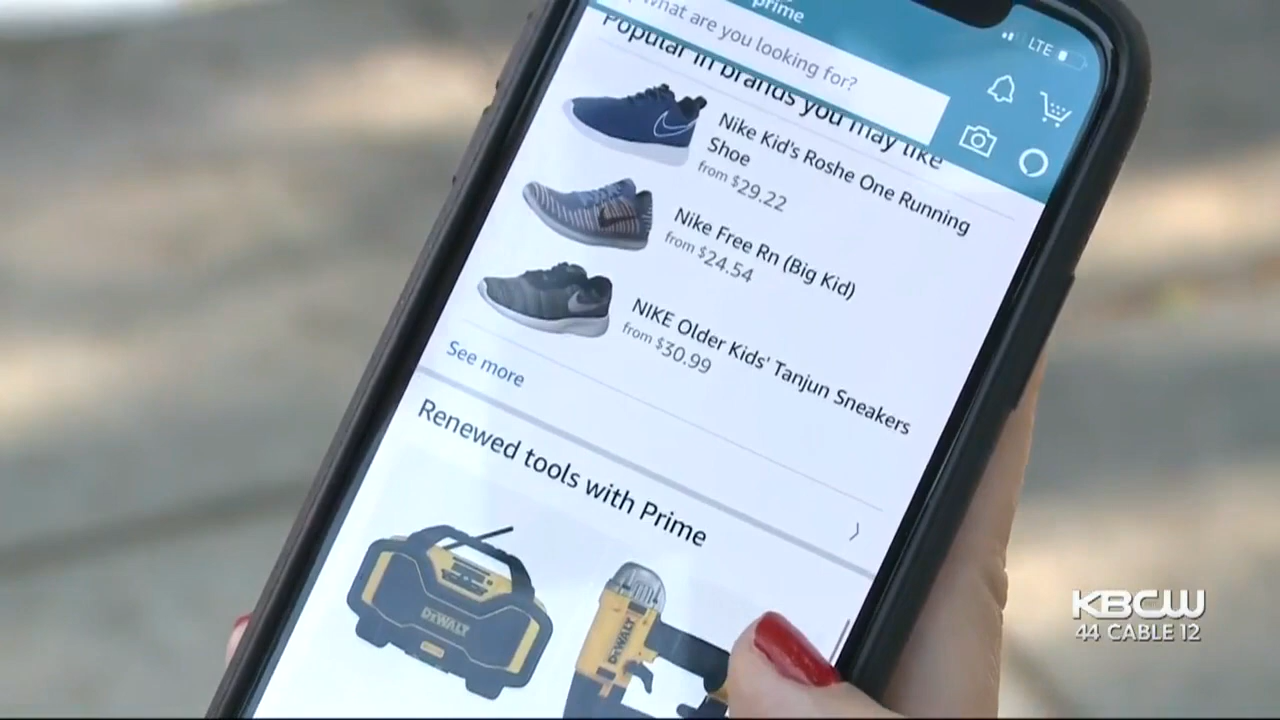 prime
What are you looking for?
LTE
Popular in brands you may like
Nike Kid's Roshe One Running
Shoe
from $29.22
Nike Free Rn (Big Kid)
from $24.54
NIKE Older Kids' Tanjun Sneakers
from $30.99
See more
Renewed tools with Prime
DEWALT
DEWALT
KBCW
44 CABLE 12